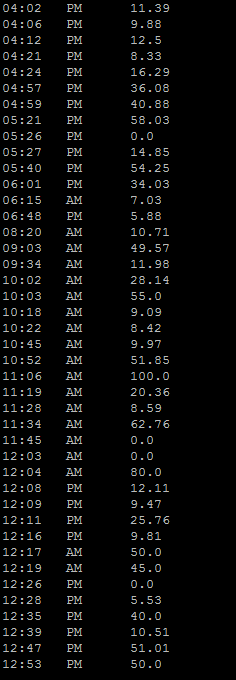 04:02 PM 11.39
04:06 PM 9.88
04:12 PM 12.5
04:21 PM 8.33
04:24 PM 16.29
04:57 PM 36.08
04:59 PM 40.88
05:21 PM 58.03
05:26 PM 0.0
05:27 PM 14.85
05:40 PM 54.25
06:01 PM 34.03
06:15 AM 7.03
06:48 PM 5.88
08:20 AM 10.71
09:03 AM 49.57
09:34 AM 11.98
10:02 AM 28.14
10:03 AM 55.0
10:18 AM 9.09
10:22 AM 8.42
10:45 AM 9.97
10:52 AM 51.85
11:06 AM 100.0
11:19 AM 20.36
11:28 AM 8.59
11:34 AM 62.76
11:45 AM 0.0
12:03 AM 0.0
12:04 AM 80.0
12:08 PM 12.11
12:09 PM 9.47
12:11 PM 25.76
12:16 PM 9.81
12:17 AM 50.0
12:19 AM 45.0
12:26 PM 0.0
12:28 PM 5.53
12:35 PM 40.0
12:39 PM 10.51
12:47 PM 51.01
12:53 PM 50.0